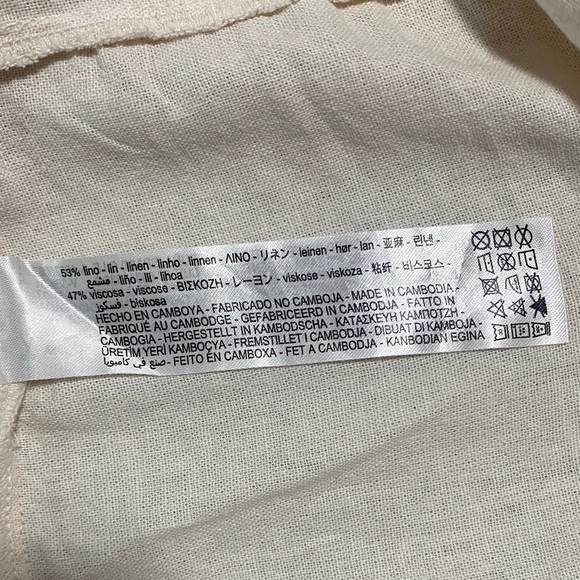 53% lino - lin - linen - linho - linnen - ΛΙΝΟ - リネン - leinen - hør - lan - 亚麻 - 린넨 -
مشمع - liño - lli - lihoa
47% viscosa - viscose - ΒΙΣΚΟΖΗ - レーヨン - viskose - viskoza - 粘纤 - 비스코스 -
فسكوز - biskosa
HECHO EN CAMBOYA - FABRICADO NO CAMBOJA - MADE IN CAMBODIA -
FABRIQUÉ AU CAMBODGE - GEFABRICEERD IN CAMBODJA - FATTO IN
CAMBOGIA - HERGESTELLT IN KAMBODSCHA - ΚΑΤΑΣΚΕΥΗ ΚΑΜΠΟΤΖΗ -
ÜRETİM YERİ KAMBOÇYA - FREMSTILLET I CAMBODJA - DIBUAT DI KAMBOJA -
صنع في كامبوديا - FEITO EN CAMBOXA - FET A CAMBODJA - KANBODIAN EGINA